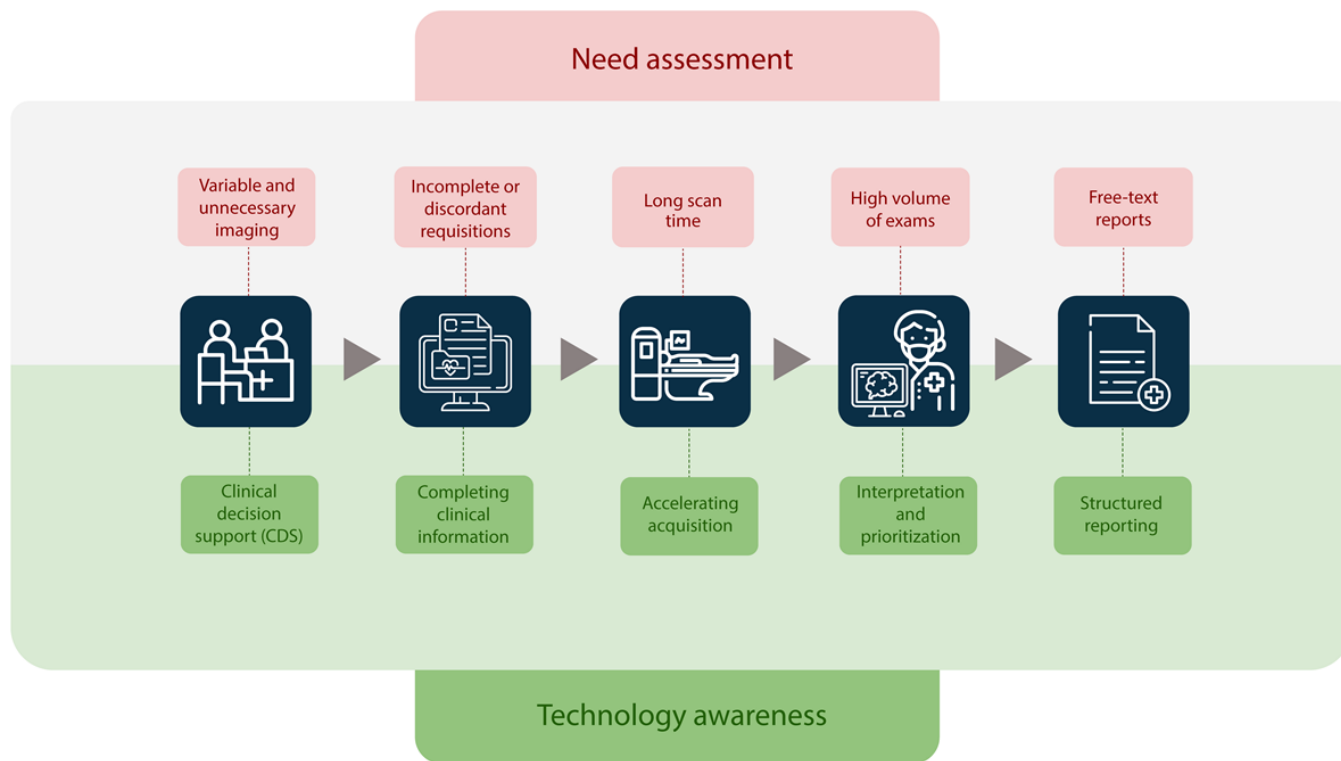 Need assessment
Variable and
unnecessary
imaging
Incomplete or
discordant
requisitions
Long scan
time
High volume
of exams
Free-text
reports
Clinical
decision
support (CDS)
Completing
clinical
information
Accelerating
acquisition
Interpretation
and
prioritization
Structured
reporting
Technology awareness